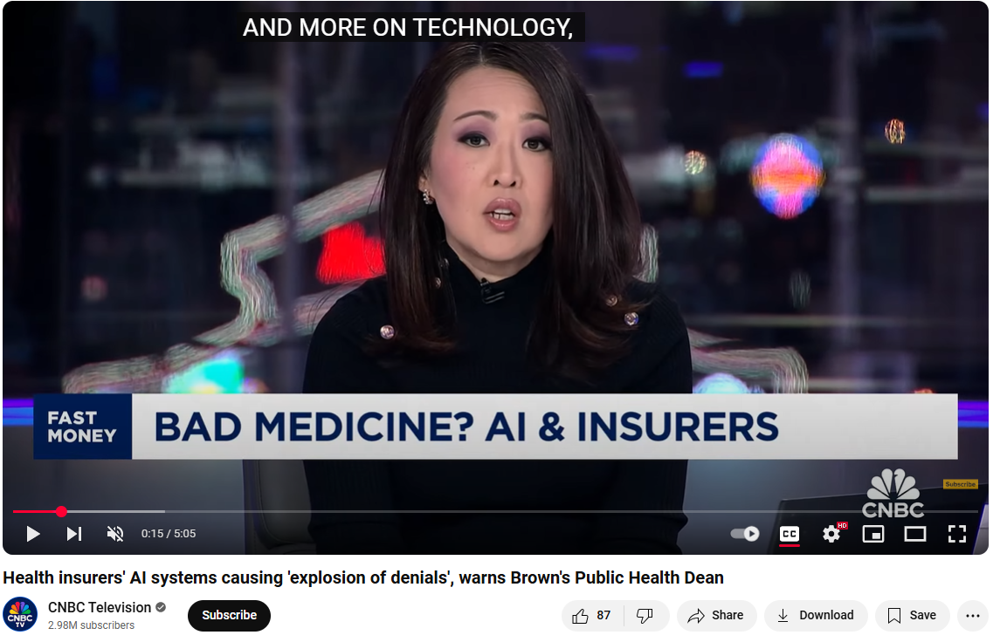 AND MORE ON TECHNOLOGY,
FAST
MONEY
BAD MEDICINE? AI & INSURERS
Subscribe
CNBC
0:15 / 5:05
CC
HD
Health insurers' AI systems causing 'explosion of denials', warns Brown's Public Health Dean
CNBC
TV
CNBC Television
2.98M subscribers
Subscribe
87
Share
Download
Save